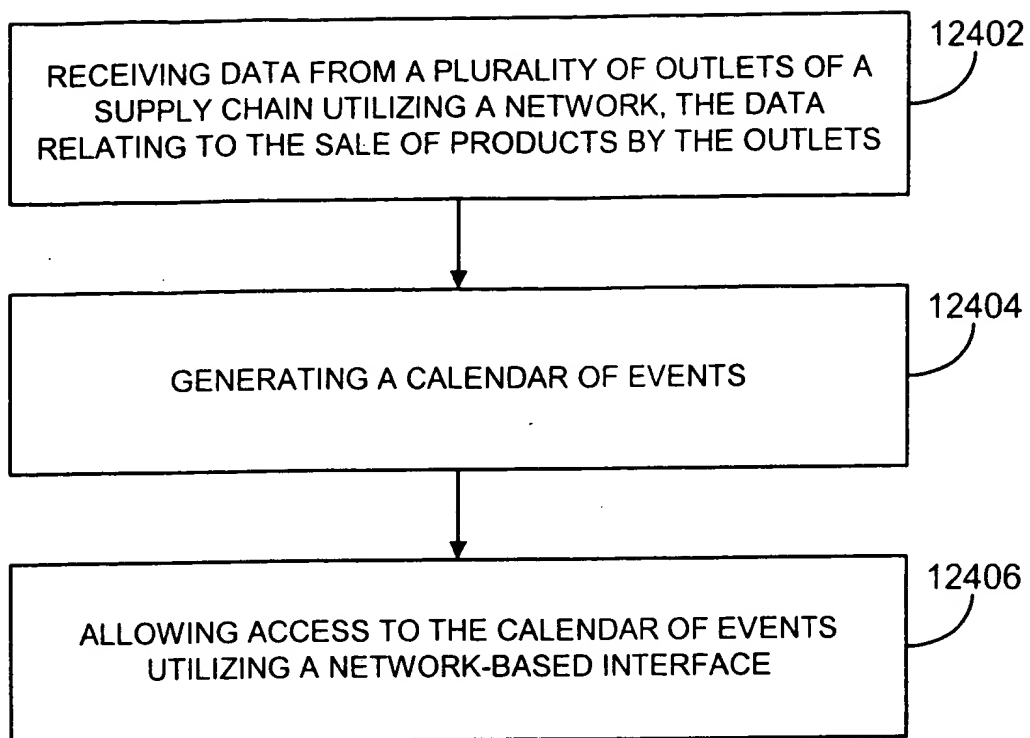 12402
RECEIVING DATA FROM A PLURALITY OF OUTLETS OF A
SUPPLY CHAIN UTILIZING A NETWORK, THE DATA
RELATING TO THE SALE OF PRODUCTS BY THE OUTLETS
12404
GENERATING A CALENDAR OF EVENTS
12406
ALLOWING ACCESS TO THE CALENDAR OF EVENTS
UTILIZING A NETWORK-BASED INTERFACE